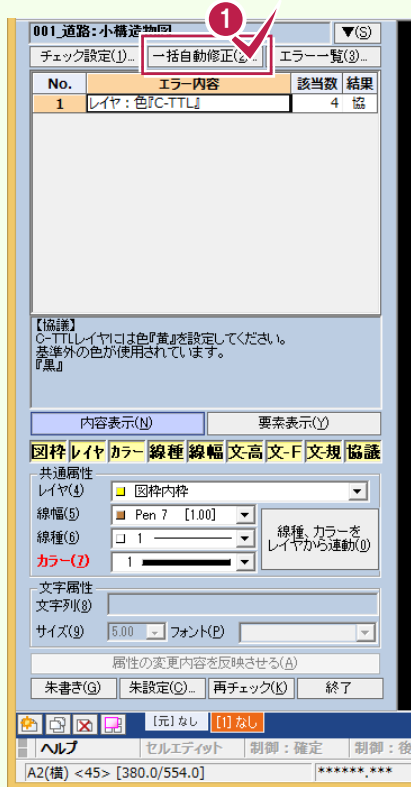 1
001_道路:小構造物図 ▼(S)
チェック設定(1)... 一括自動修正(2)... エラー一覧(3)...
No. エラー内容 該当数 結果
1 レイヤ:色『C-TTL』 4 協
【協議】
C-TTLレイヤには色『黄』を設定してください。
基準外の色が使用されています。
『黒』
内容表示(N) 要素表示(Y)
図枠 レイヤ カラー 線種 線幅 文-高 文-F 文-規 協議
共通属性
レイヤ(4) 図枠内枠
線幅(5) Pen 7 [1.00]
線種(6) 1
線種、カラーを
レイヤから連動(0)
カラー(7) 1
文字属性
文字列(8)
サイズ(9) 5.00 フォント(P)
属性の変更内容を反映させる(A)
朱書き(G) 朱設定(C)... 再チェック(K) 終了
[元]なし [1]なし
ヘルプ セルエディット 制御:確定 制御:後
A2(横) <45> [380.0/554.0] ******.***